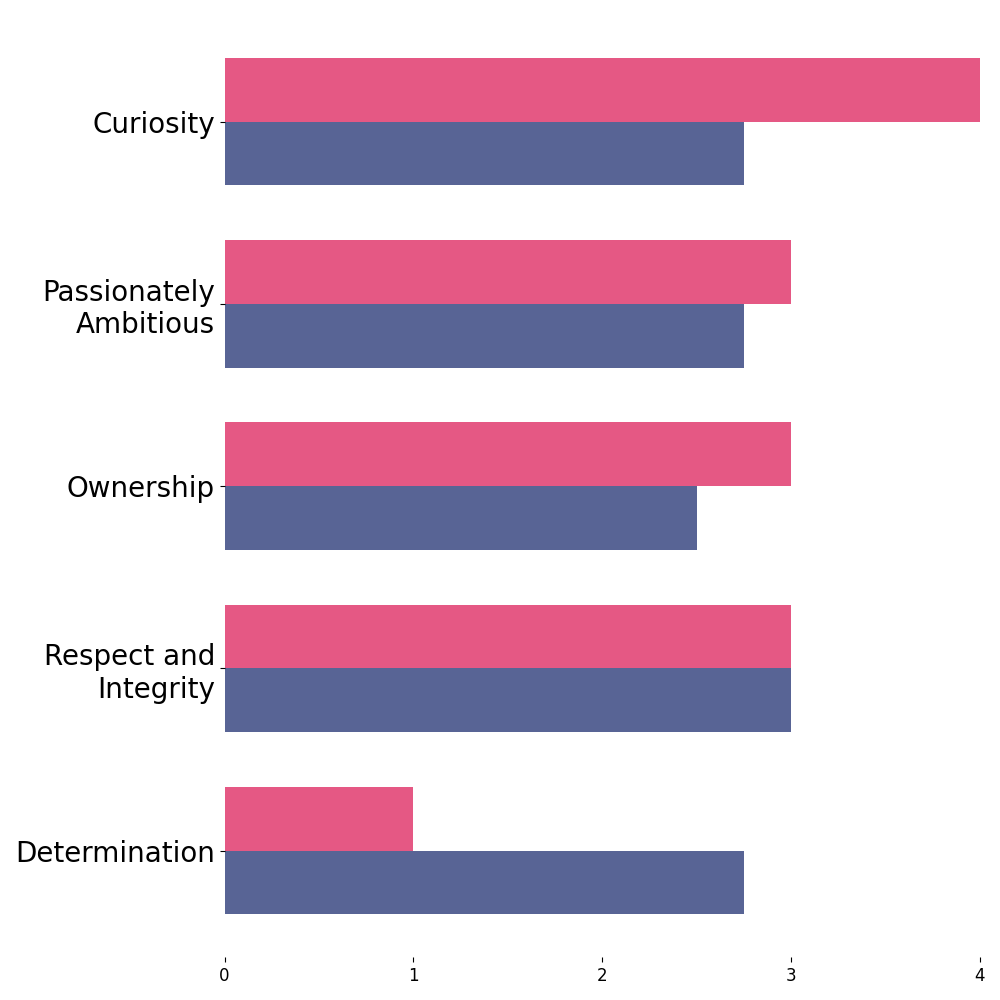 Curiosity
Passionately
Ambitious
Ownership
Respect and
Integrity
Determination
0 1 2 3 4